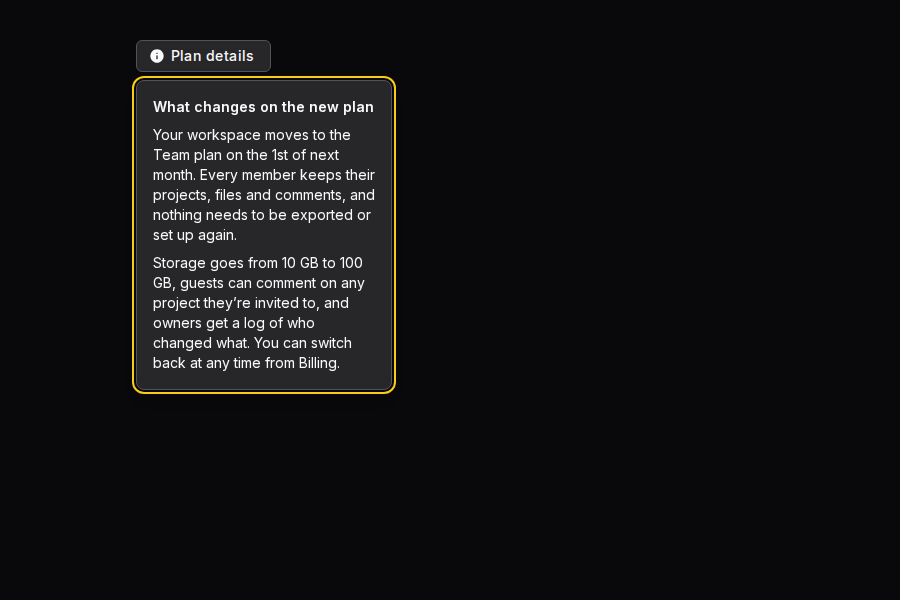 Plan details
What changes on the new plan
Your workspace moves to the
Team plan on the 1st of next
month. Every member keeps their
projects, files and comments, and
nothing needs to be exported or
set up again.
Storage goes from 10 GB to 100
GB, guests can comment on any
project they’re invited to, and
owners get a log of who
changed what. You can switch
back at any time from Billing.